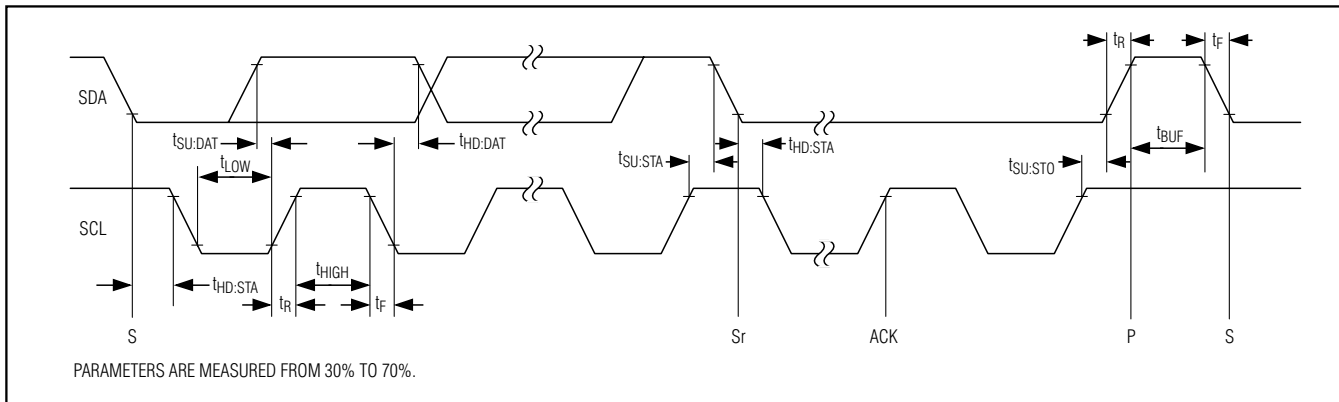 tR
tF
SDA
tSU:DAT
tHD:DAT
tBUF
tLOW
tSU:STA
tHD:STA
tSU:STO
SCL
tHIGH
tHD:STA
tR
tF
S
Sr
ACK
P
S
PARAMETERS ARE MEASURED FROM 30% TO 70%.